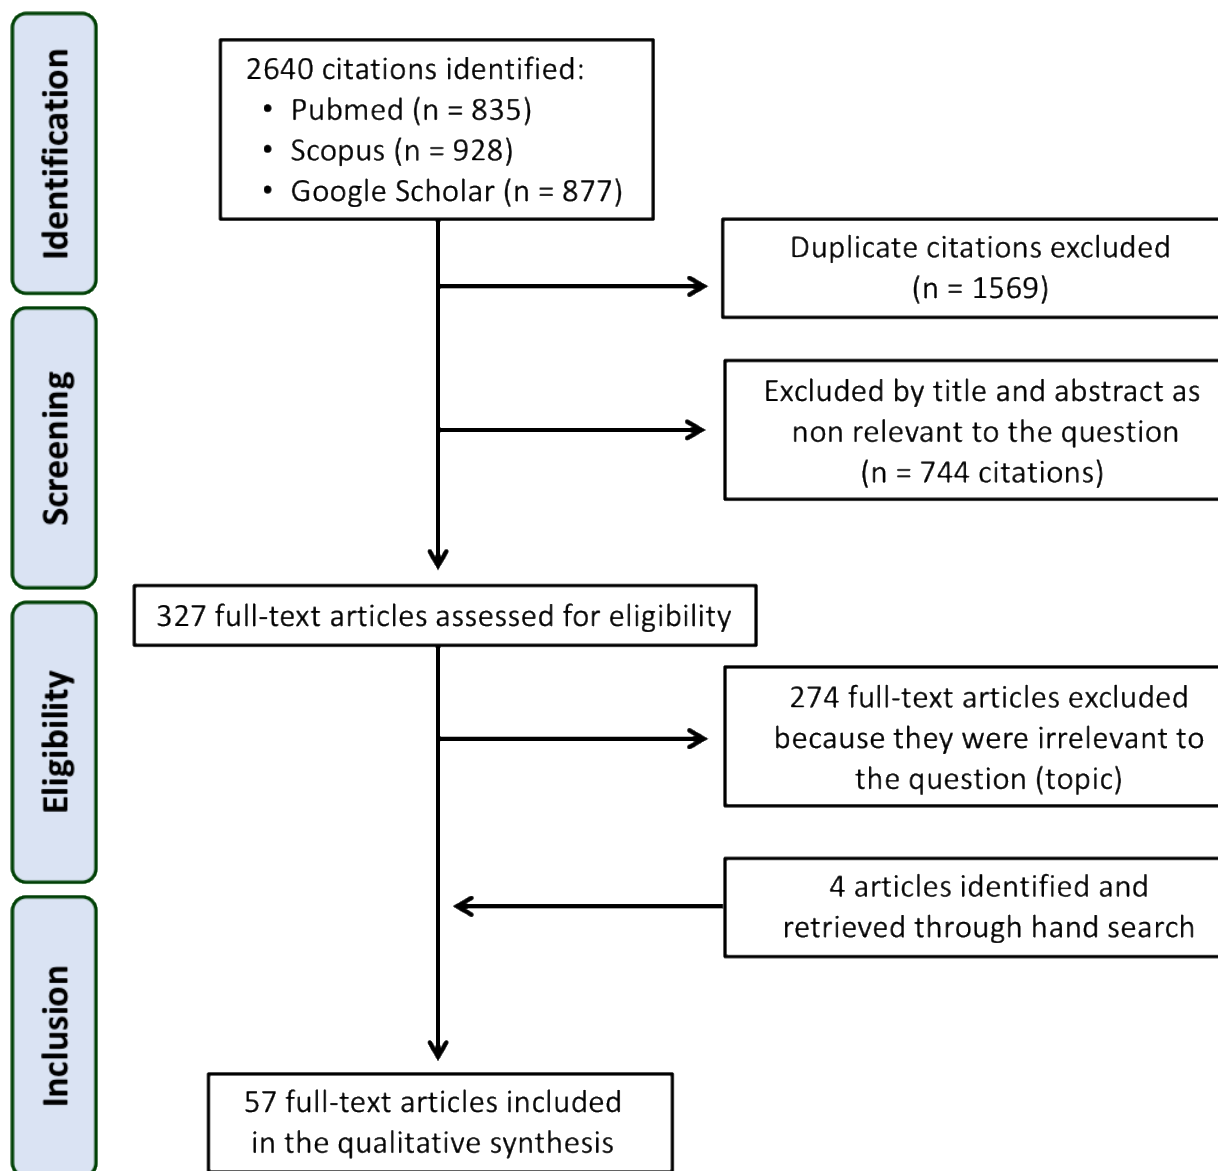 Identification
2640 citations identified:
• Pubmed (n = 835)
• Scopus (n = 928)
• Google Scholar (n = 877)
Duplicate citations excluded
(n = 1569)
Screening
Excluded by title and abstract as
non relevant to the question
(n = 744 citations)
327 full-text articles assessed for eligibility
Eligibility
274 full-text articles excluded
because they were irrelevant to
the question (topic)
4 articles identified and
retrieved through hand search
Inclusion
57 full-text articles included
in the qualitative synthesis